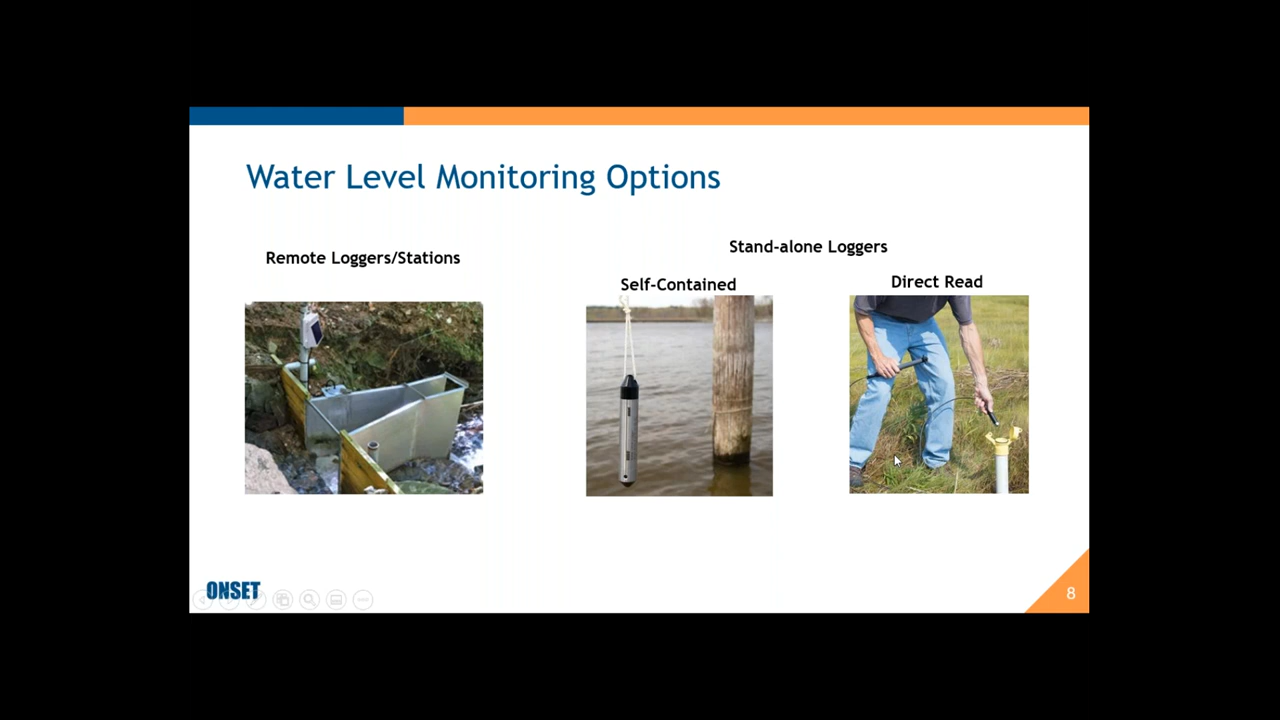 Water Level Monitoring Options
Remote Loggers/Stations
Stand-alone Loggers
Self-Contained
Direct Read
ONSET
8